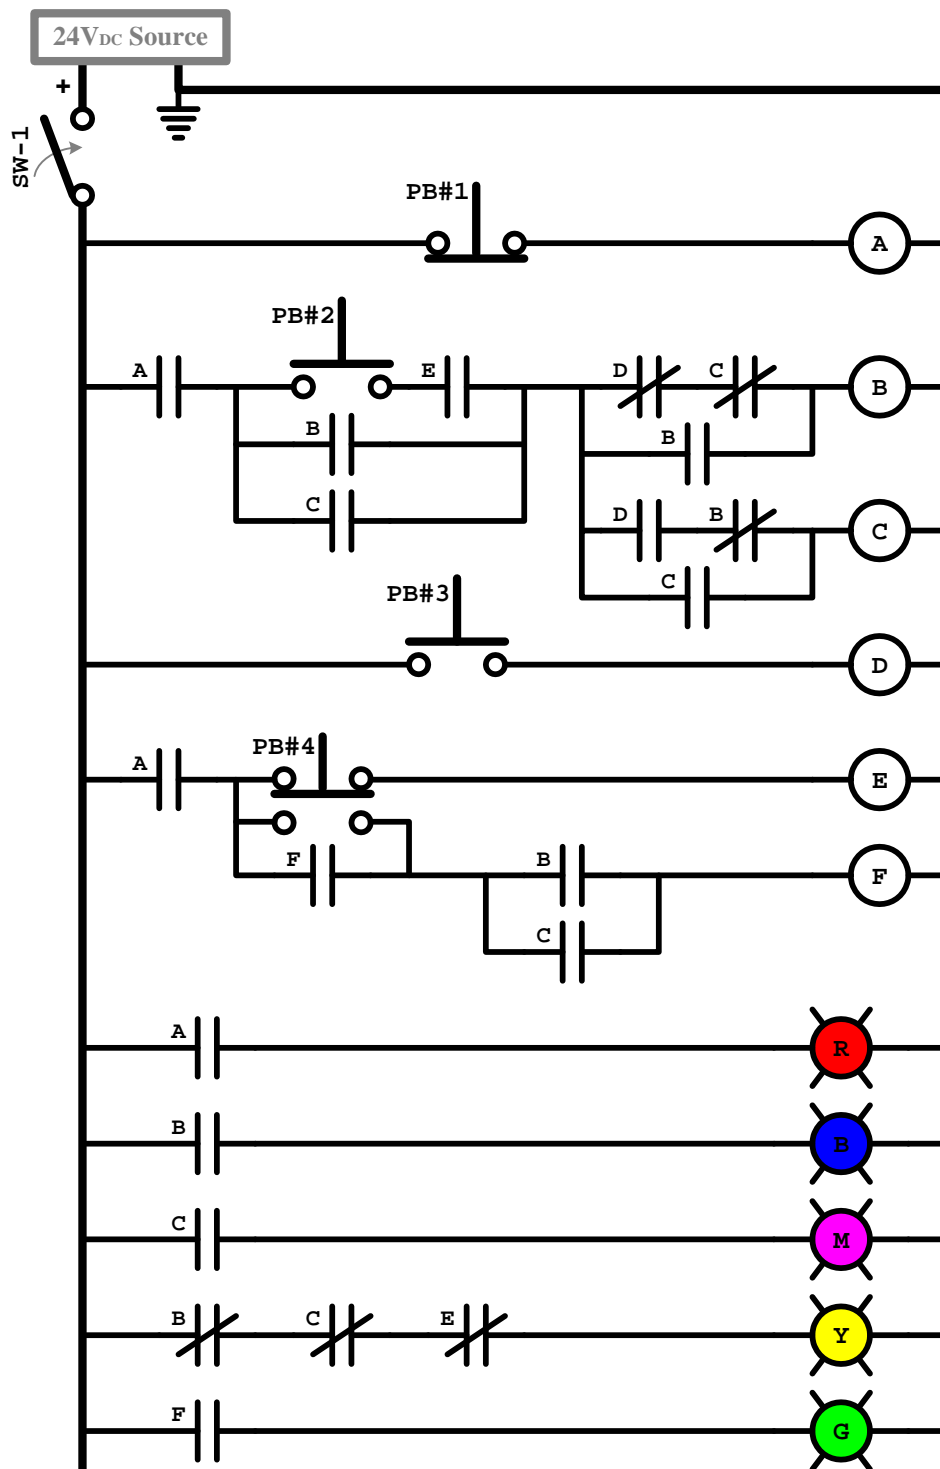 24VDC Source
+
SW-1
PB#1
A
PB#2
A E D C B
B
B
C
D B C
C
PB#3
D
PB#4
A E
F B F
C
A R
B B
C M
B C E Y
F G